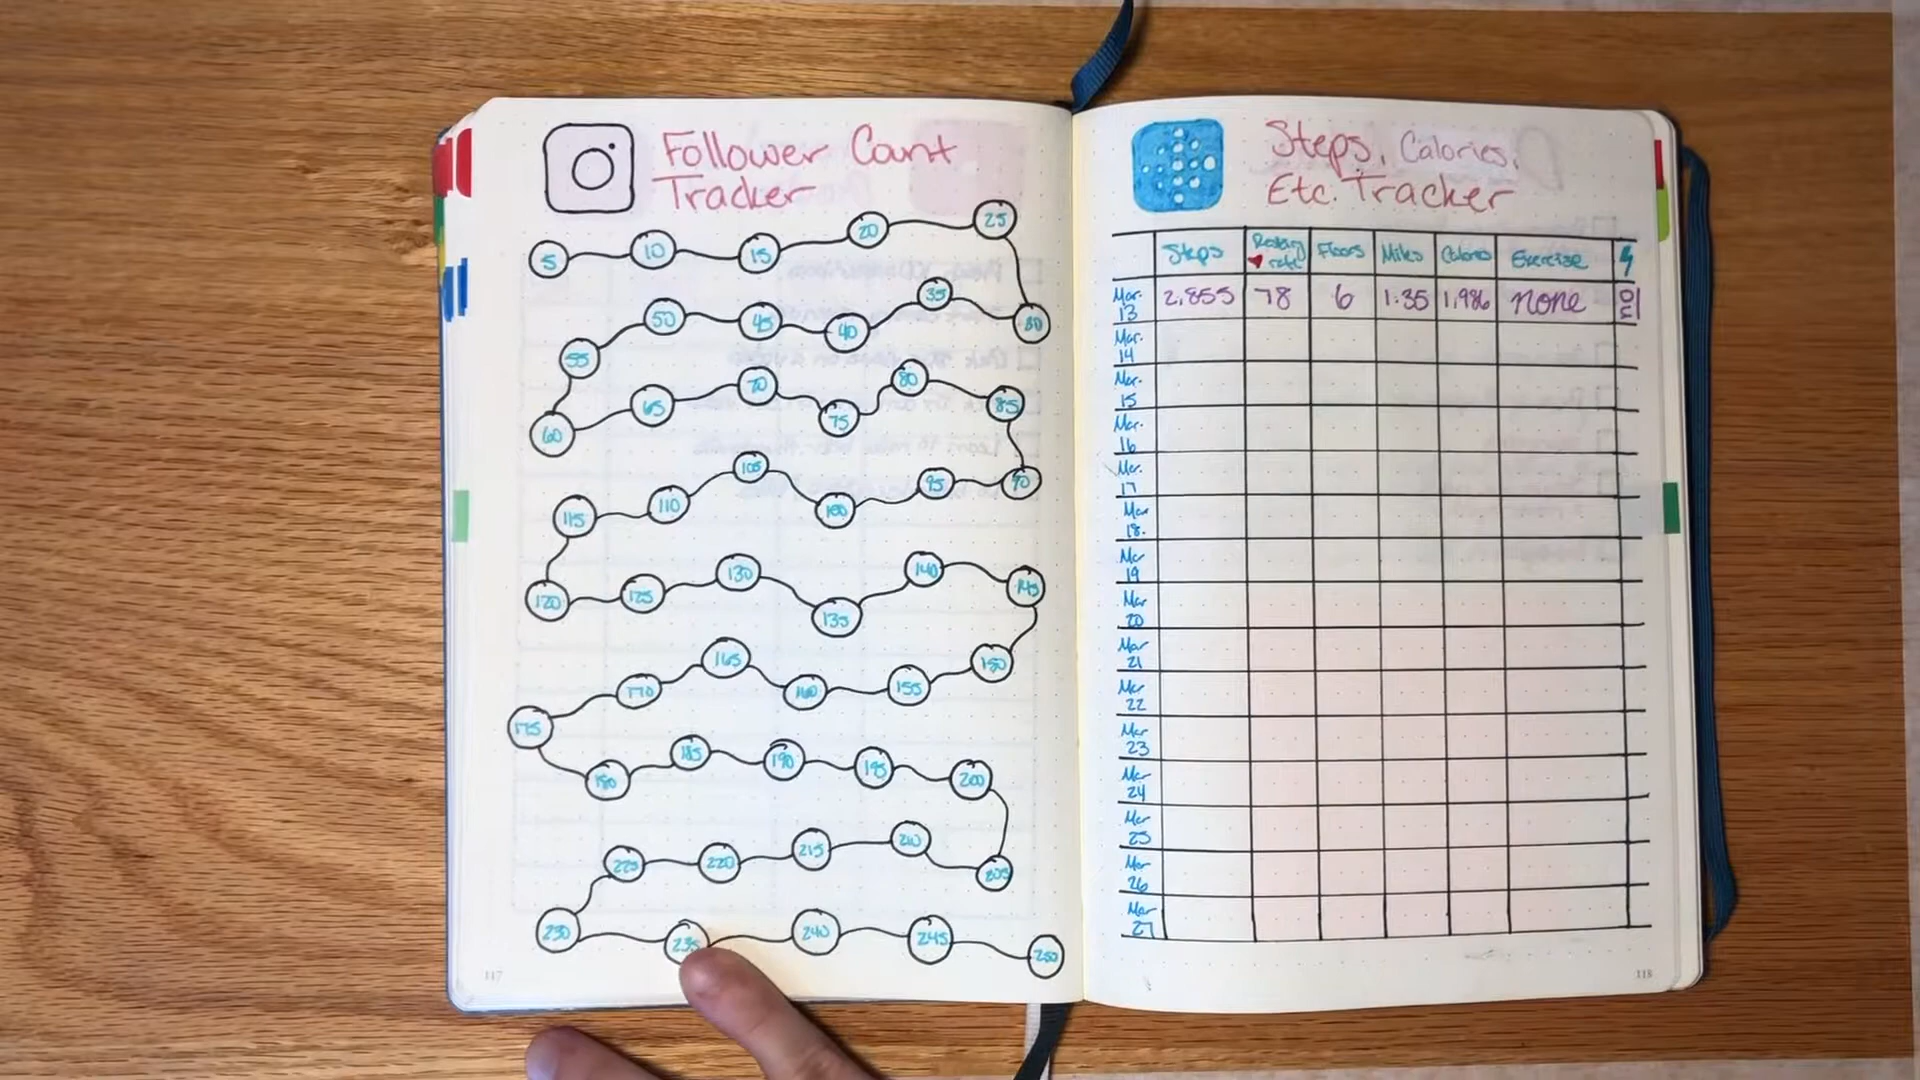 Follower Count
Tracker
5 10 15 20 25
55 50 45 40 35 30
60 65 70 75 80 85
115 110 105 100 95 90
120 125 130 135 140 145
175 170 165 160 155 150
180 185 190 195 200
225 220 215 210 205
230 235 240 245 250
117
Steps, Calories,
Etc. Tracker
Steps Resting rate Floors Miles Calories Exercise
Mar. 13 2,855 78 6 1.35 1,986 none
Mar. 14
Mar. 15
Mar. 16
Mar. 17
Mar 18.
Mar 19
Mar 20
Mar 21
Mar 22
Mar 23
Mar 24
Mar 25
Mar 26
Mar 27
118